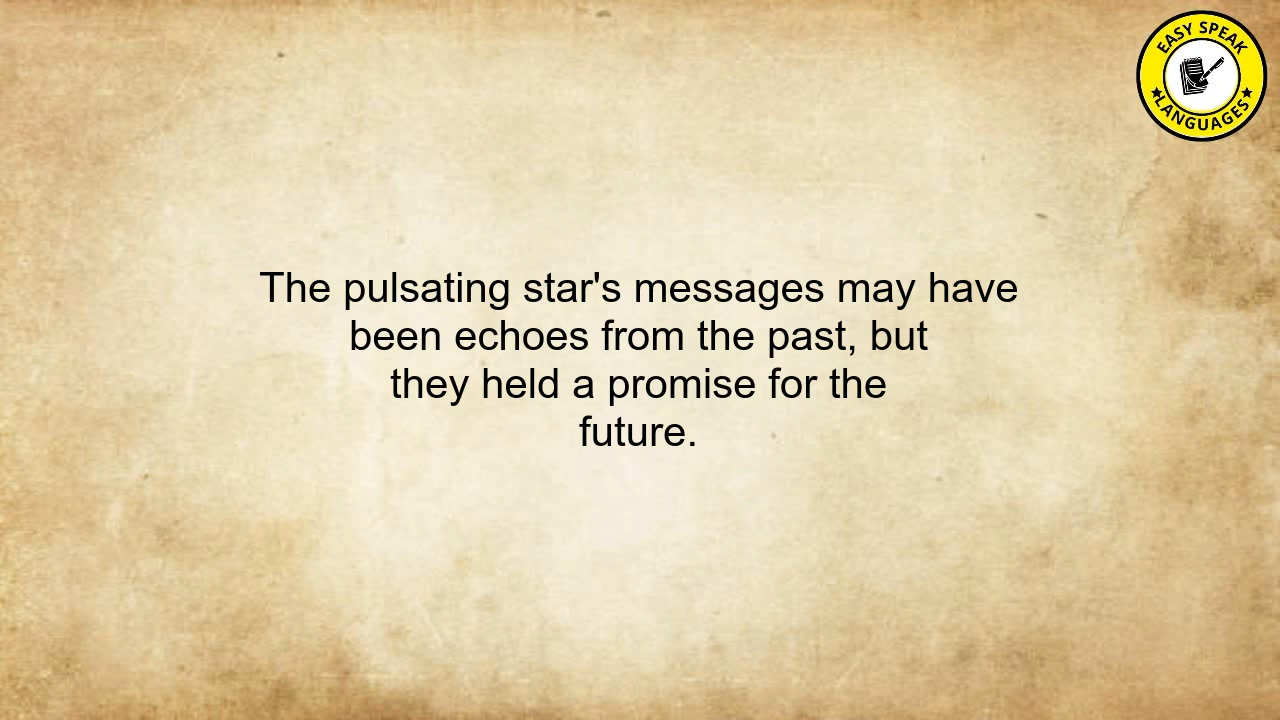 EASY SPEAK
LANGUAGES
The pulsating star's messages may have
been echoes from the past, but
they held a promise for the
future.